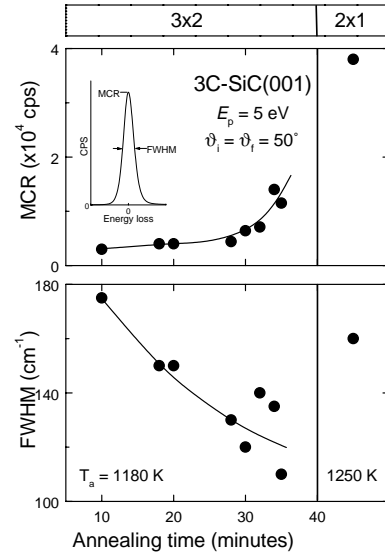 3x2 2x1
4
2
0
MCR (x10⁴ cps)
3C-SiC(001)
Eₚ = 5 eV
ϑᵢ = ϑf = 50°
MCR
FWHM
CPS
0
0
Energy loss
180
140
100
FWHM (cm⁻¹)
Tₐ = 1180 K 1250 K
10 20 30 40 50
Annealing time (minutes)